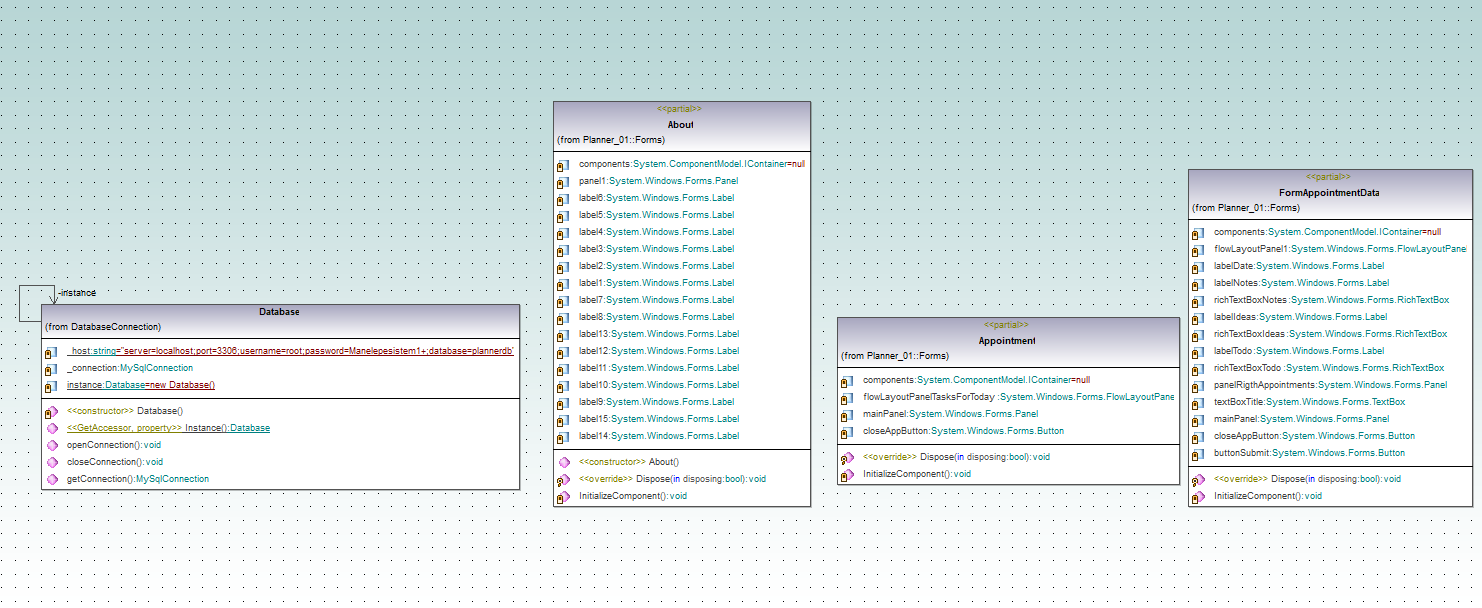 -instance
Database
(from DatabaseConnection)
_host:string="server=localhost;port=3306;username=root;password=Manelepesistem1+;database=plannerdb"
_connection:MySqlConnection
instance:Database=new Database()
<<constructor>> Database()
<<GetAccessor, property>> Instance():Database
openConnection():void
closeConnection():void
getConnection():MySqlConnection
<<partial>>
About
(from Planner_01::Forms)
components:System.ComponentModel.IContainer=null
panel1:System.Windows.Forms.Panel
label6:System.Windows.Forms.Label
label5:System.Windows.Forms.Label
label4:System.Windows.Forms.Label
label3:System.Windows.Forms.Label
label2:System.Windows.Forms.Label
label1:System.Windows.Forms.Label
label7:System.Windows.Forms.Label
label8:System.Windows.Forms.Label
label13:System.Windows.Forms.Label
label12:System.Windows.Forms.Label
label11:System.Windows.Forms.Label
label10:System.Windows.Forms.Label
label9:System.Windows.Forms.Label
label15:System.Windows.Forms.Label
label14:System.Windows.Forms.Label
<<constructor>> About()
<<override>> Dispose(in disposing:bool):void
InitializeComponent():void
<<partial>>
Appointment
(from Planner_01::Forms)
components:System.ComponentModel.IContainer=null
flowLayoutPanelTasksForToday :System.Windows.Forms.FlowLayoutPane
mainPanel:System.Windows.Forms.Panel
closeAppButton:System.Windows.Forms.Button
<<override>> Dispose(in disposing:bool):void
InitializeComponent():void
<<partial>>
FormAppointmentData
(from Planner_01::Forms)
components:System.ComponentModel.IContainer=null
flowLayoutPanel1:System.Windows.Forms.FlowLayoutPane
labelDate:System.Windows.Forms.Label
labelNotes:System.Windows.Forms.Label
richTextBoxNotes:System.Windows.Forms.RichTextBox
labelIdeas:System.Windows.Forms.Label
richTextBoxIdeas:System.Windows.Forms.RichTextBox
labelTodo:System.Windows.Forms.Label
richTextBoxTodo :System.Windows.Forms.RichTextBox
panelRigthAppointments:System.Windows.Forms.Panel
textBoxTitle:System.Windows.Forms.TextBox
mainPanel:System.Windows.Forms.Panel
closeAppButton:System.Windows.Forms.Button
buttonSubmit:System.Windows.Forms.Button
<<override>> Dispose(in disposing:bool):void
InitializeComponent():void